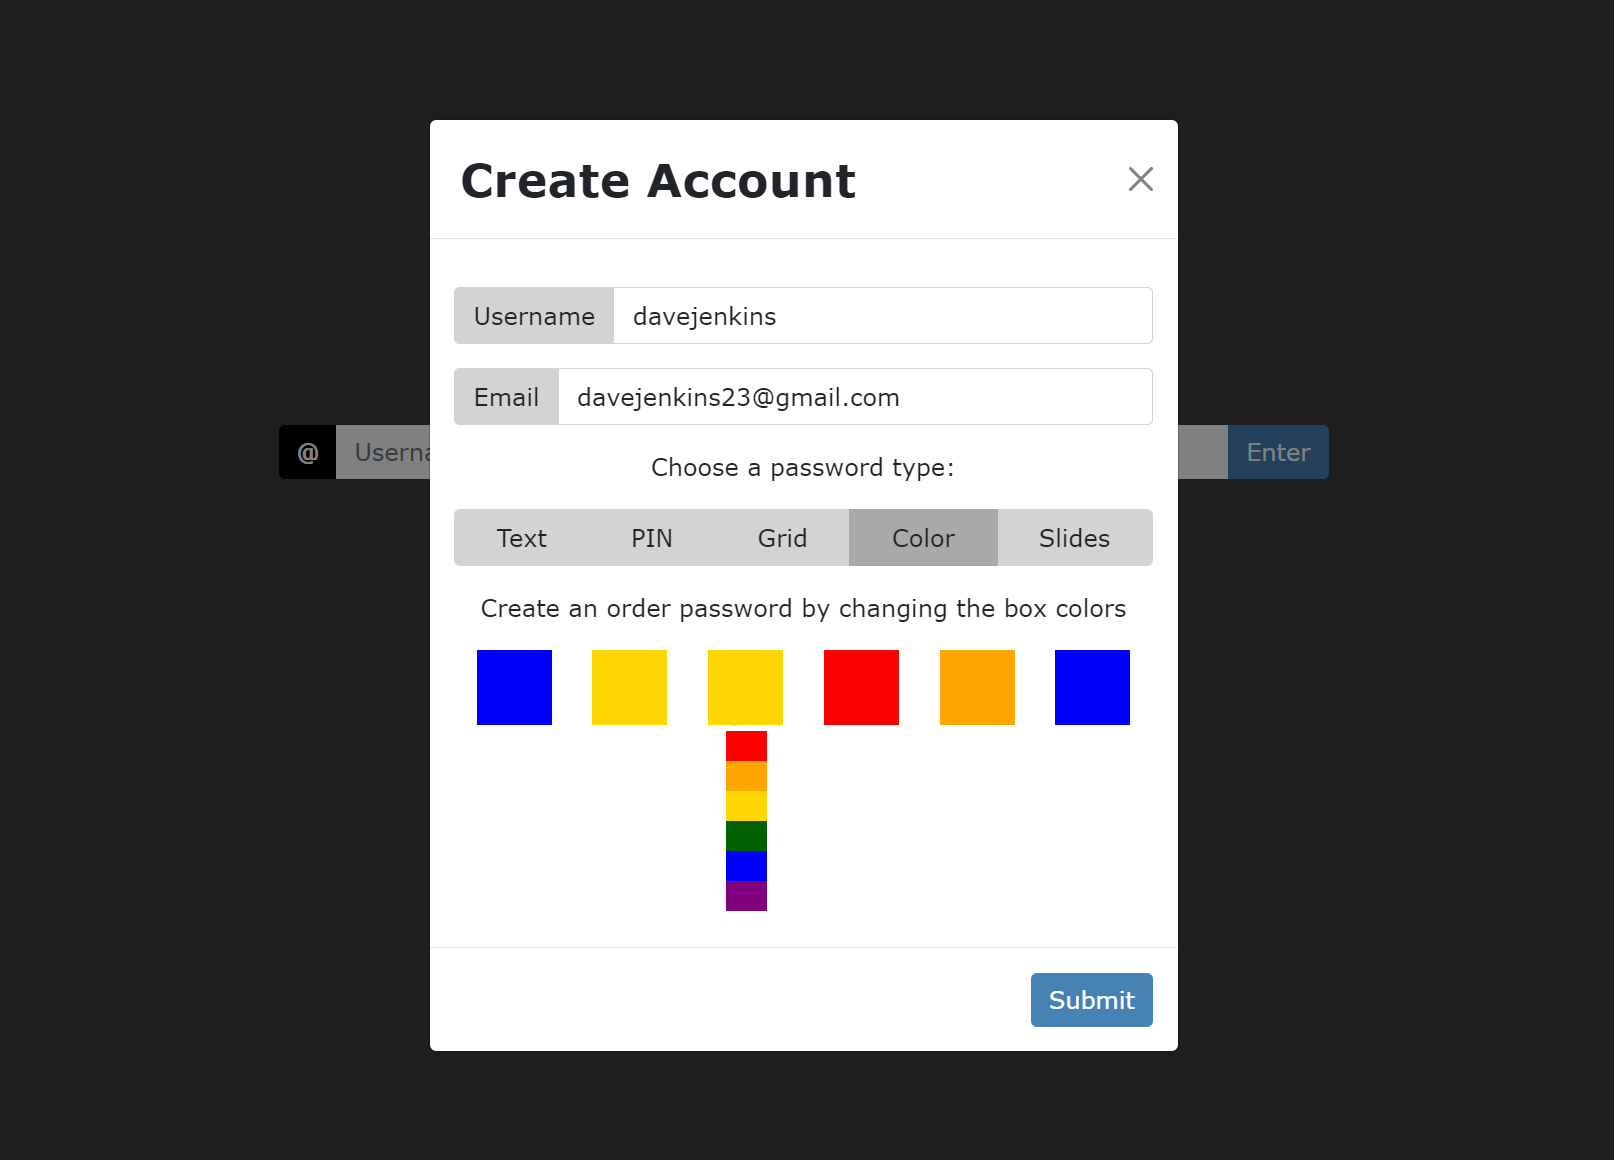 Create Account
Username davejenkins
Email davejenkins23@gmail.com
@ Userna Enter
Choose a password type:
Text PIN Grid Color Slides
Create an order password by changing the box colors
Submit